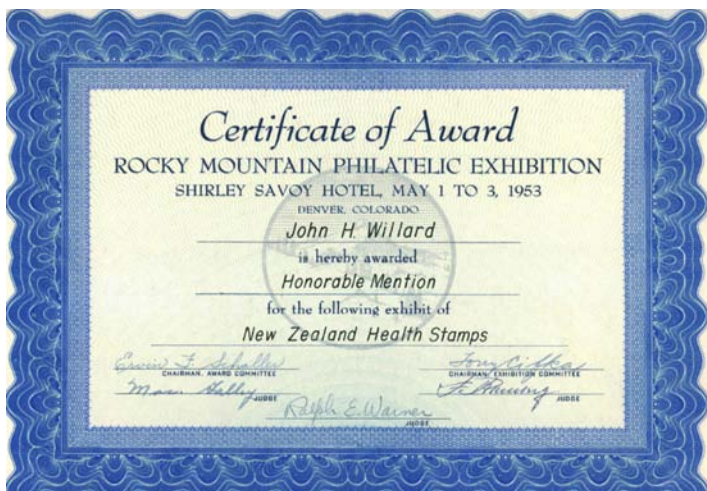 Certificate of Award
ROCKY MOUNTAIN PHILATELIC EXHIBITION
SHIRLEY SAVOY HOTEL, MAY 1 TO 3, 1953
DENVER, COLORADO
John H. Willard
is hereby awarded
Honorable Mention
for the following exhibit of
New Zealand Health Stamps
CHAIRMAN, AWARD COMMITTEE
CHAIRMAN, EXHIBITION COMMITTEE
JUDGE
JUDGE
Ralph E. Warner
JUDGE